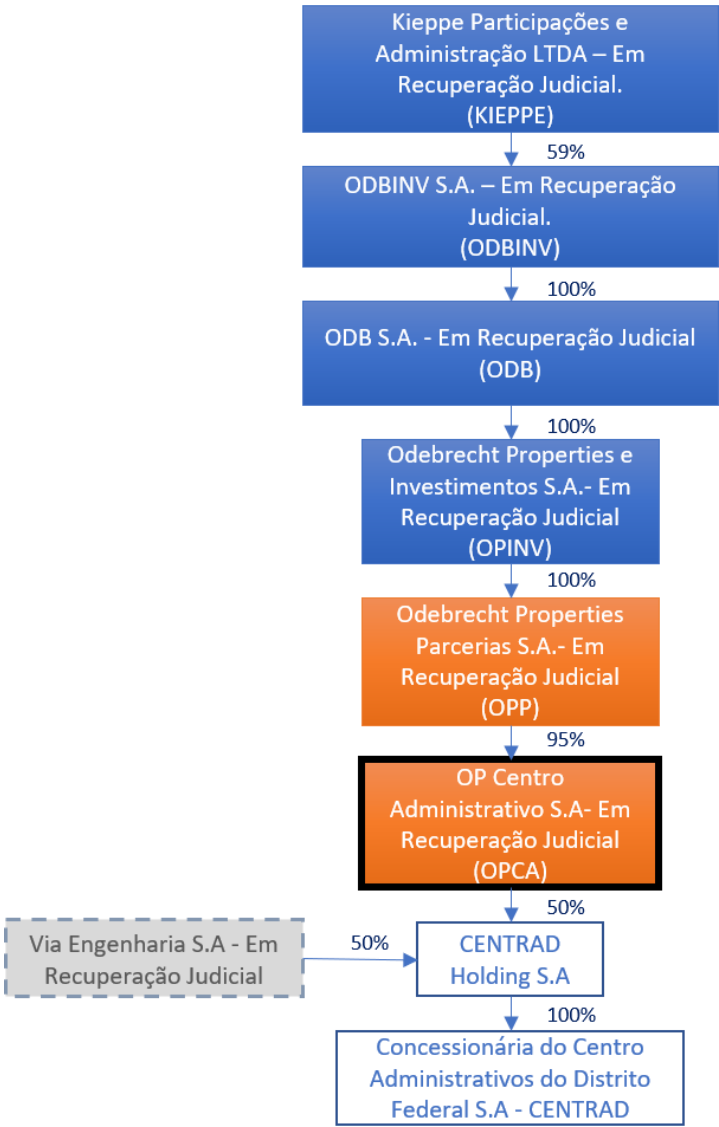 Kieppe Participações e
Administração LTDA – Em
Recuperação Judicial.
(KIEPPE)
59%
ODBINV S.A. – Em Recuperação
Judicial.
(ODBINV)
100%
ODB S.A. - Em Recuperação Judicial
(ODB)
100%
Odebrecht Properties e
Investimentos S.A.- Em
Recuperação Judicial
(OPINV)
100%
Odebrecht Properties
Parcerias S.A.- Em
Recuperação Judicial
(OPP)
95%
OP Centro
Administrativo S.A- Em
Recuperação Judicial
(OPCA)
50%
Via Engenharia S.A - Em
Recuperação Judicial
50%
CENTRAD
Holding S.A
100%
Concessionária do Centro
Administrativos do Distrito
Federal S.A - CENTRAD